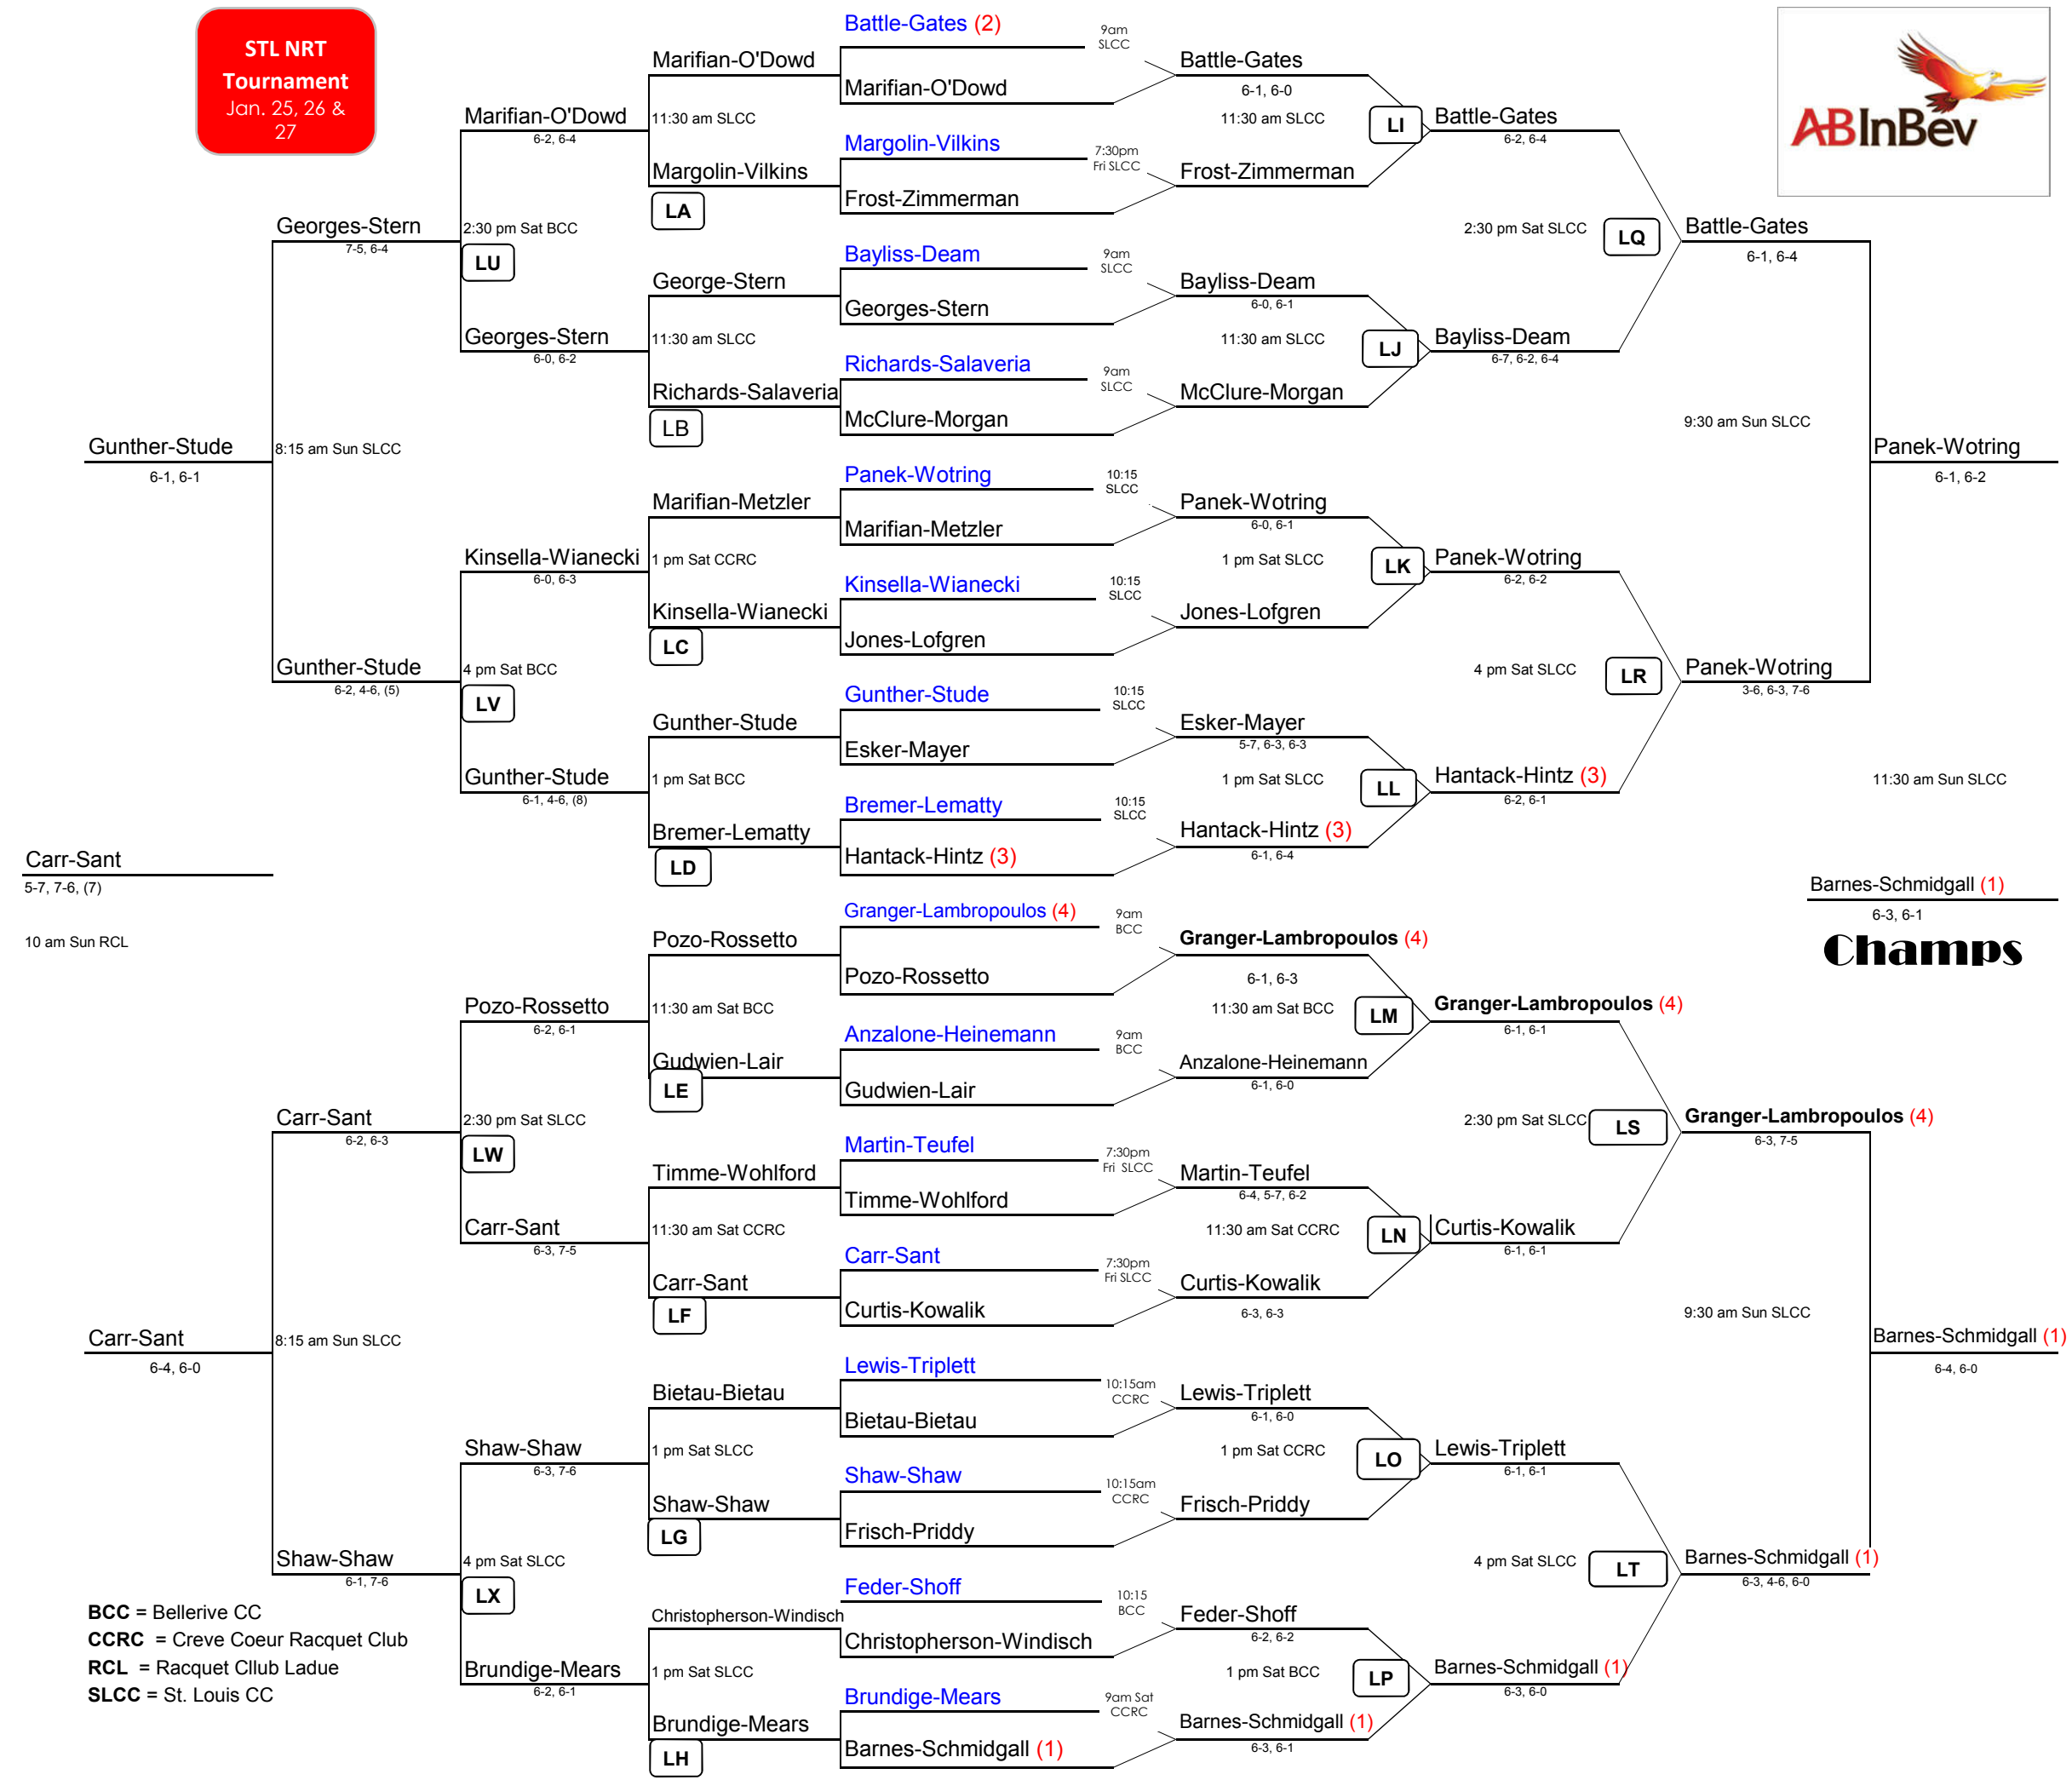 STL NRT
Tournament
Jan. 25, 26 &
27
ABInBev
Battle-Gates (2)
9am
SLCC
Marifian-O'Dowd
Battle-Gates
Marifian-O'Dowd
6-1, 6-0
Marifian-O'Dowd
6-2, 6-4
11:30 am SLCC
11:30 am SLCC
LI
Battle-Gates
6-2, 6-4
Margolin-Vilkins
7:30pm
Fri SLCC
Margolin-Vilkins
Frost-Zimmerman
Frost-Zimmerman
LA
Georges-Stern
7-5, 6-4
2:30 pm Sat BCC
LU
2:30 pm Sat SLCC
LQ
Battle-Gates
6-1, 6-4
Bayliss-Deam
9am
SLCC
George-Stern
Bayliss-Deam
6-0, 6-1
Georges-Stern
Georges-Stern
6-0, 6-2
11:30 am SLCC
11:30 am SLCC
LJ
Bayliss-Deam
6-7, 6-2, 6-4
Richards-Salaveria
9am
SLCC
Richards-Salaveria
McClure-Morgan
McClure-Morgan
LB
9:30 am Sun SLCC
Gunther-Stude
6-1, 6-1
8:15 am Sun SLCC
Panek-Wotring
6-1, 6-2
Panek-Wotring
10:15
SLCC
Marifian-Metzler
Panek-Wotring
6-0, 6-1
Marifian-Metzler
Kinsella-Wianecki
6-0, 6-3
1 pm Sat CCRC
1 pm Sat SLCC
LK
Panek-Wotring
6-2, 6-2
Kinsella-Wianecki
10:15
SLCC
Kinsella-Wianecki
Jones-Lofgren
Jones-Lofgren
LC
Gunther-Stude
6-2, 4-6, (5)
4 pm Sat BCC
LV
4 pm Sat SLCC
LR
Panek-Wotring
3-6, 6-3, 7-6
Gunther-Stude
10:15
SLCC
Gunther-Stude
Esker-Mayer
5-7, 6-3, 6-3
Esker-Mayer
Gunther-Stude
6-1, 4-6, (8)
1 pm Sat BCC
1 pm Sat SLCC
LL
Hantack-Hintz (3)
6-2, 6-1
11:30 am Sun SLCC
Bremer-Lematty
10:15
SLCC
Bremer-Lematty
Hantack-Hintz (3)
6-1, 6-4
Hantack-Hintz (3)
LD
Carr-Sant
5-7, 7-6, (7)
10 am Sun RCL
Barnes-Schmidgall (1)
6-3, 6-1
Champs
Granger-Lambropoulos (4)
9am
BCC
Pozo-Rossetto
Granger-Lambropoulos (4)
6-1, 6-3
Pozo-Rossetto
Pozo-Rossetto
6-2, 6-1
11:30 am Sat BCC
11:30 am Sat BCC
LM
Granger-Lambropoulos (4)
6-1, 6-1
Anzalone-Heinemann
9am
BCC
Gudwien-Lair
Anzalone-Heinemann
6-1, 6-0
Gudwien-Lair
LE
Carr-Sant
6-2, 6-3
2:30 pm Sat SLCC
LW
2:30 pm Sat SLCC
LS
Granger-Lambropoulos (4)
6-3, 7-5
Martin-Teufel
7:30pm
Fri SLCC
Timme-Wohlford
Martin-Teufel
6-4, 5-7, 6-2
Timme-Wohlford
Carr-Sant
6-3, 7-5
11:30 am Sat CCRC
11:30 am Sat CCRC
LN
Curtis-Kowalik
6-1, 6-1
Carr-Sant
7:30pm
Fri SLCC
Carr-Sant
Curtis-Kowalik
6-3, 6-3
Curtis-Kowalik
LF
9:30 am Sun SLCC
Carr-Sant
6-4, 6-0
8:15 am Sun SLCC
Barnes-Schmidgall (1)
6-4, 6-0
Lewis-Triplett
10:15am
CCRC
Bietau-Bietau
Lewis-Triplett
6-1, 6-0
Bietau-Bietau
Shaw-Shaw
6-3, 7-6
1 pm Sat SLCC
1 pm Sat CCRC
LO
Lewis-Triplett
6-1, 6-1
Shaw-Shaw
10:15am
CCRC
Shaw-Shaw
Frisch-Priddy
Frisch-Priddy
LG
Shaw-Shaw
6-1, 7-6
4 pm Sat SLCC
LX
4 pm Sat SLCC
LT
Barnes-Schmidgall (1)
6-3, 4-6, 6-0
Feder-Shoff
10:15
BCC
Christopherson-Windisch
Feder-Shoff
6-2, 6-2
Christopherson-Windisch
Brundige-Mears
6-2, 6-1
1 pm Sat SLCC
1 pm Sat BCC
LP
Barnes-Schmidgall (1)
6-3, 6-0
Brundige-Mears
9am Sat
CCRC
Brundige-Mears
Barnes-Schmidgall (1)
6-3, 6-1
Barnes-Schmidgall (1)
LH
BCC = Bellerive CC
CCRC = Creve Coeur Racquet Club
RCL = Racquet Cllub Ladue
SLCC = St. Louis CC